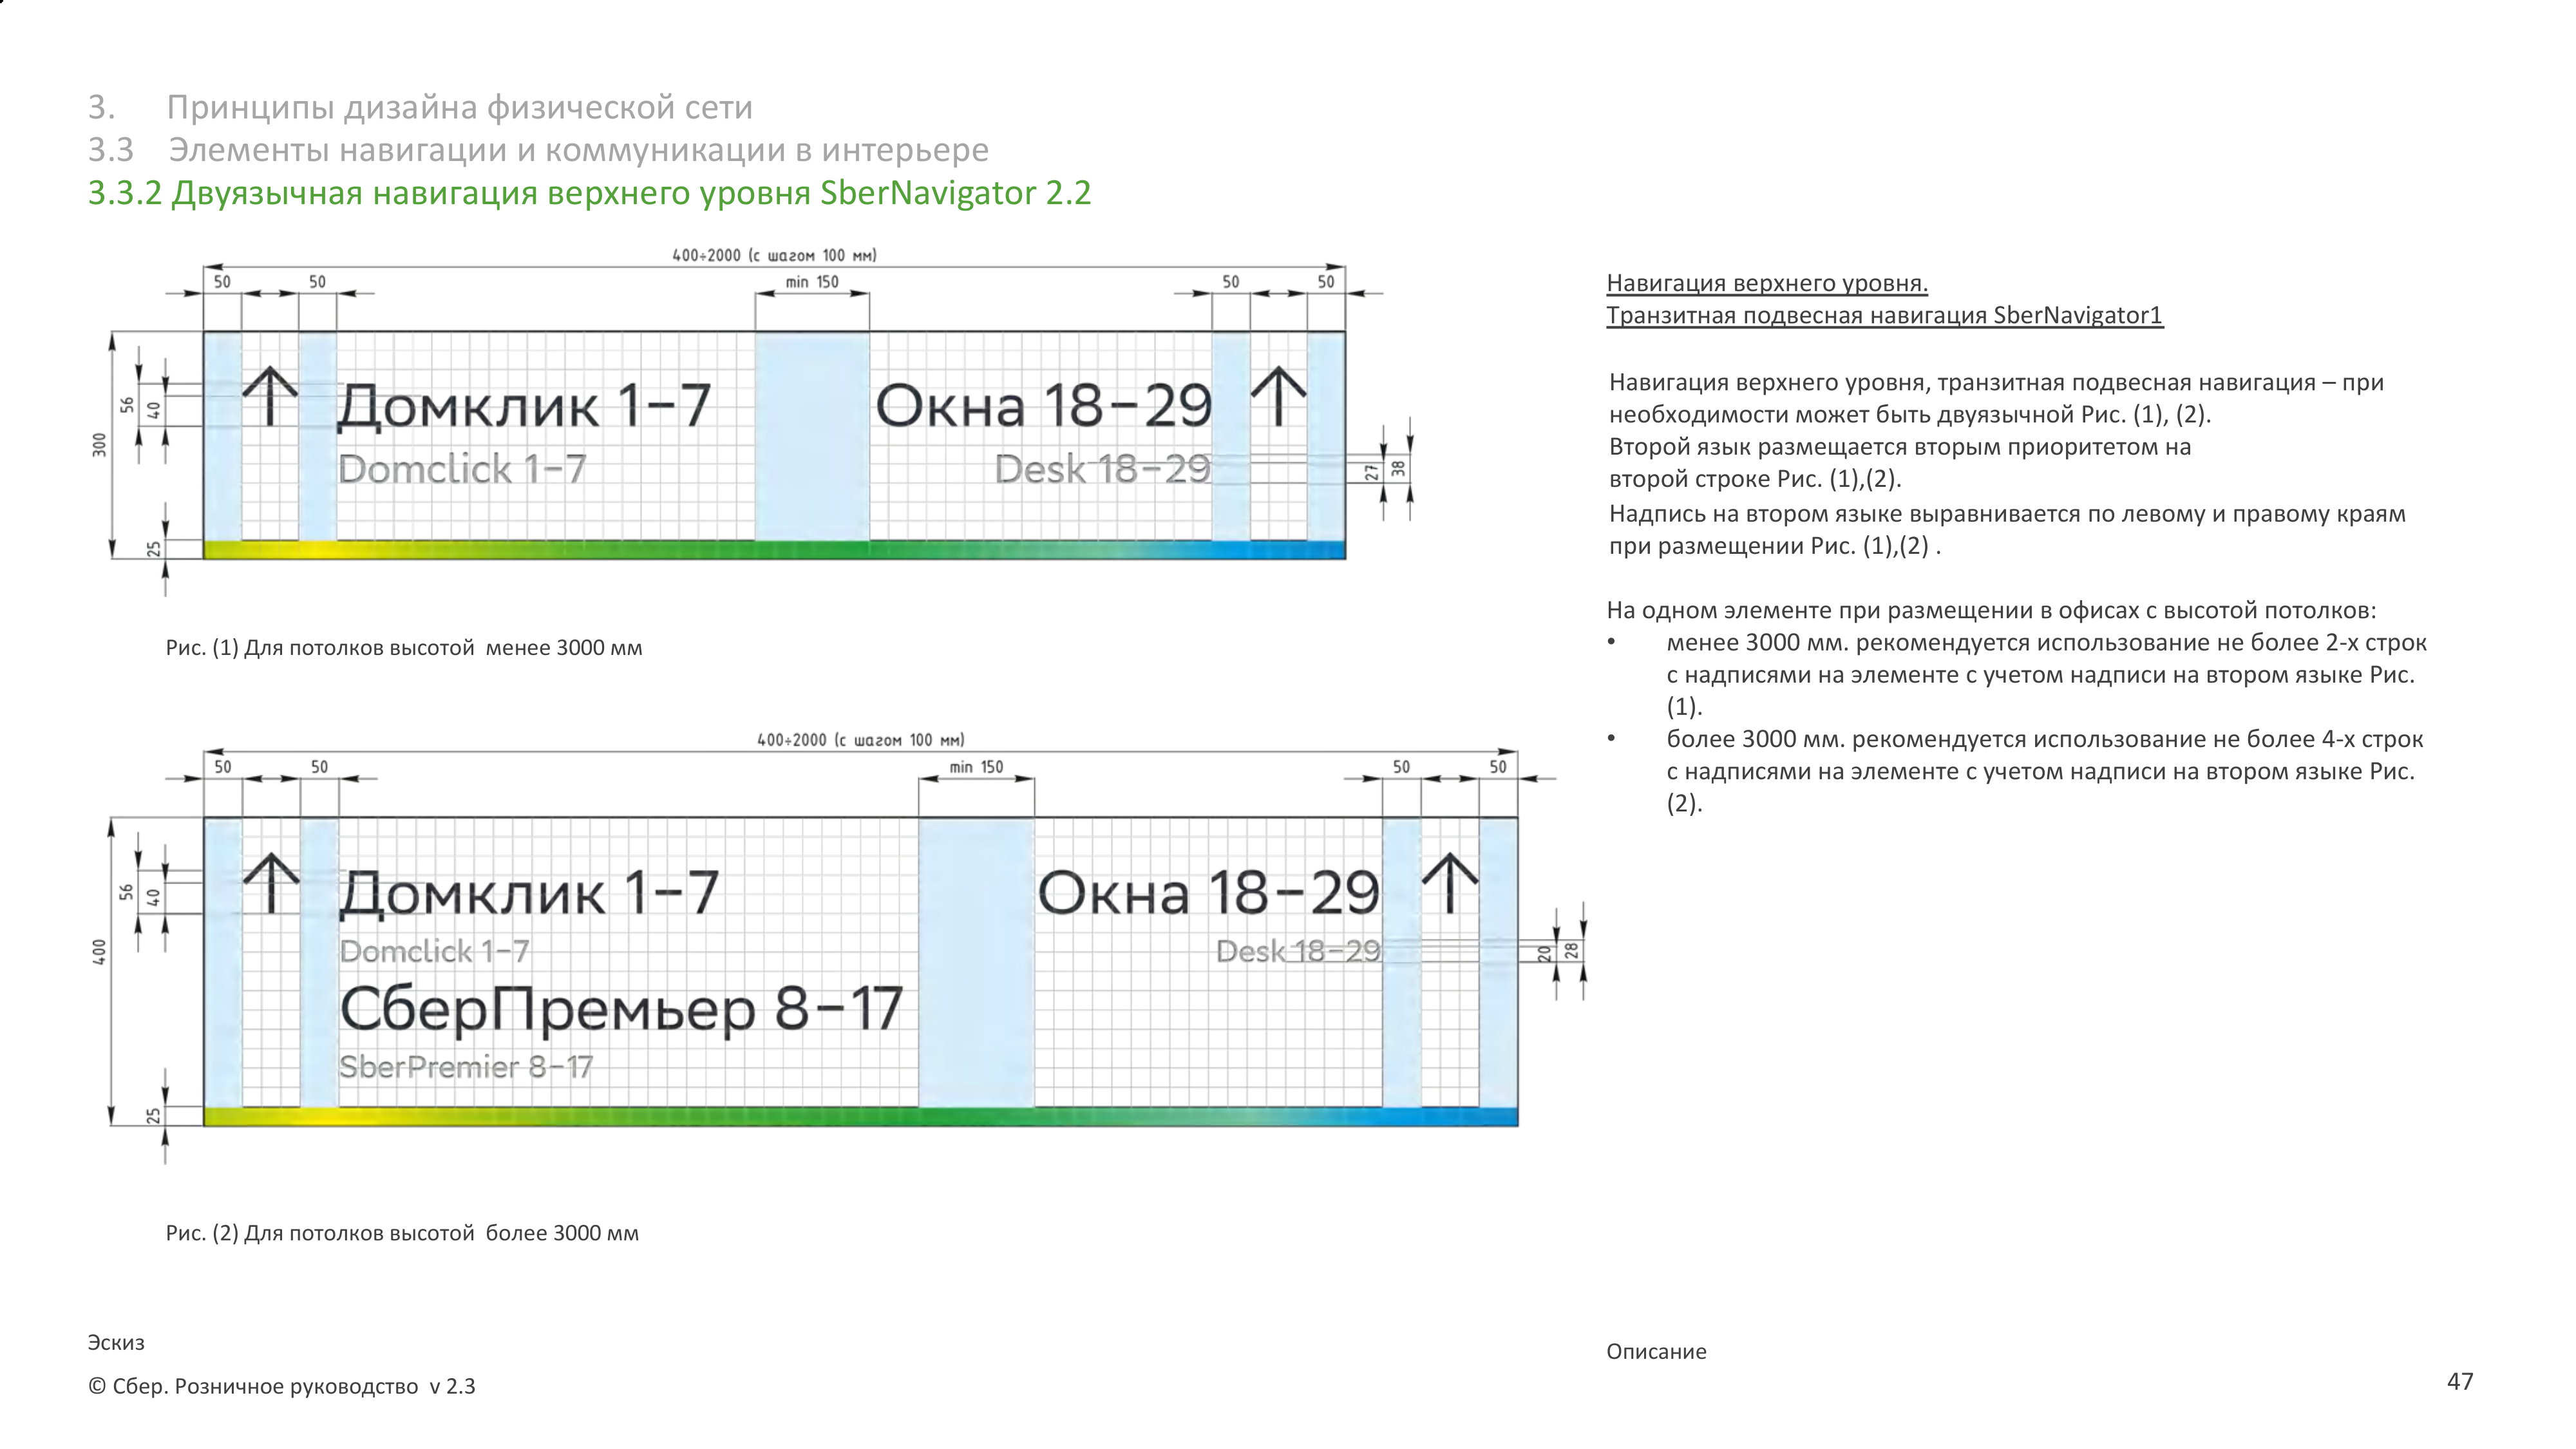 3. Принципы дизайна физической сети
3.3 Элементы навигации и коммуникации в интерьере
3.3.2 Двуязычная навигация верхнего уровня SberNavigator 2.2
400÷2000 (с шагом 100 мм)
50 50 min 150 50 50
300 56 40 25
Домклик 1–7 Окна 18–29
Domclick 1–7 Desk 18–29
27 38
Рис. (1) Для потолков высотой менее 3000 мм
400÷2000 (с шагом 100 мм)
50 50 min 150 50 50
400 56 40 25
Домклик 1–7 Окна 18–29
Domclick 1–7 Desk 18–29
20 28
СберПремьер 8–17
SberPremier 8–17
Рис. (2) Для потолков высотой более 3000 мм
Навигация верхнего уровня.
Транзитная подвесная навигация SberNavigator1
Навигация верхнего уровня, транзитная подвесная навигация – при
необходимости может быть двуязычной Рис. (1), (2).
Второй язык размещается вторым приоритетом на
второй строке Рис. (1),(2).
Надпись на втором языке выравнивается по левому и правому краям
при размещении Рис. (1),(2) .
На одном элементе при размещении в офисах с высотой потолков:
• менее 3000 мм. рекомендуется использование не более 2-х строк
с надписями на элементе с учетом надписи на втором языке Рис.
(1).
• более 3000 мм. рекомендуется использование не более 4-х строк
с надписями на элементе с учетом надписи на втором языке Рис.
(2).
Эскиз
Описание
© Сбер. Розничное руководство v 2.3
47